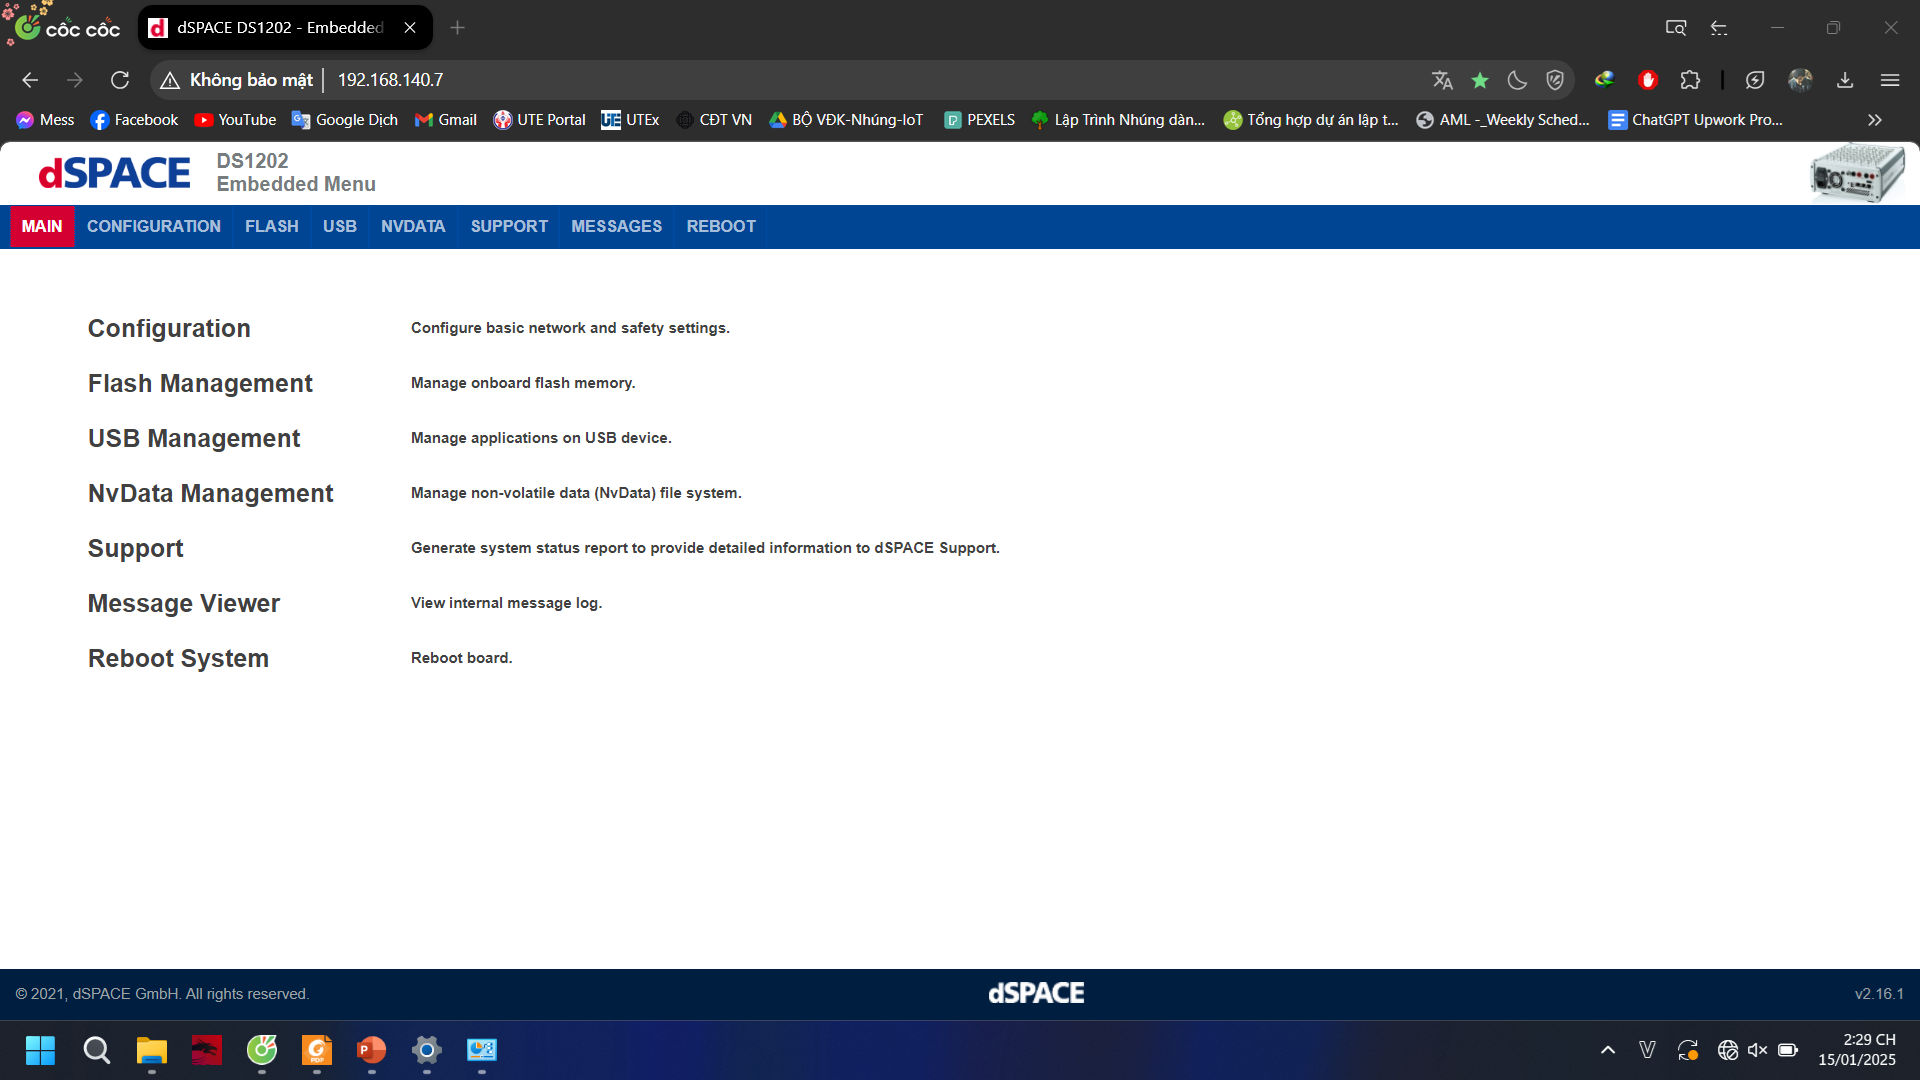 cốc cốc
dSPACE DS1202 - Embedded
Không bảo mật
192.168.140.7
Mess
Facebook
YouTube
Google Dịch
Gmail
UTE Portal
UTEx
CĐT VN
BỘ VĐK-Nhúng-IoT
PEXELS
Lập Trình Nhúng dàn...
Tổng hợp dự án lập t...
AML -_Weekly Sched...
ChatGPT Upwork Pro...
dSPACE
DS1202
Embedded Menu
MAIN
CONFIGURATION
FLASH
USB
NVDATA
SUPPORT
MESSAGES
REBOOT
Configuration
Configure basic network and safety settings.
Flash Management
Manage onboard flash memory.
USB Management
Manage applications on USB device.
NvData Management
Manage non-volatile data (NvData) file system.
Support
Generate system status report to provide detailed information to dSPACE Support.
Message Viewer
View internal message log.
Reboot System
Reboot board.
© 2021, dSPACE GmbH. All rights reserved.
dSPACE
v2.16.1
2:29 CH
15/01/2025